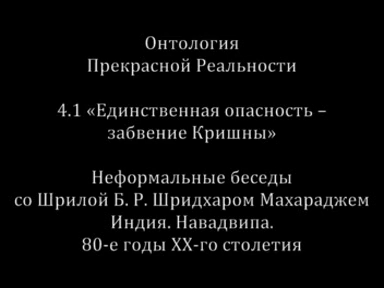 Онтология
Прекрасной Реальности
4.1 «Единственная опасность –
забвение Кришны»
Неформальные беседы
со Шрилой Б. Р. Шридхаром Махараджем
Индия. Навадвипа.
80-е годы XX-го столетия